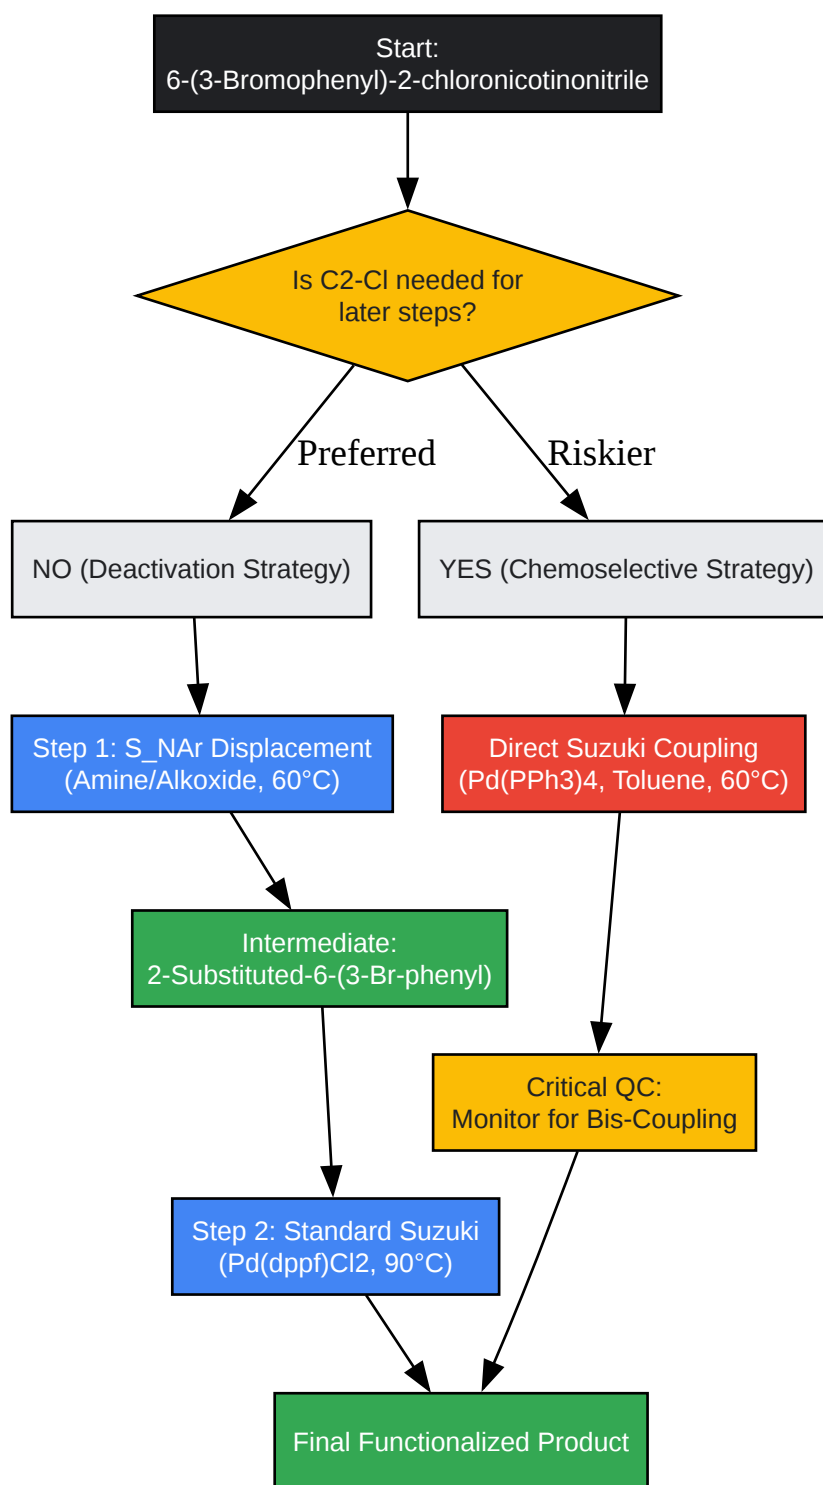 Start:
6-(3-Bromophenyl)-2-chloronicotinonitrile
Is C2-Cl needed for
later steps?
Preferred
Riskier
NO (Deactivation Strategy)
YES (Chemoselective Strategy)
Step 1: S_NAr Displacement
(Amine/Alkoxide, 60°C)
Direct Suzuki Coupling
(Pd(PPh3)4, Toluene, 60°C)
Intermediate:
2-Substituted-6-(3-Br-phenyl)
Critical QC:
Monitor for Bis-Coupling
Step 2: Standard Suzuki
(Pd(dppf)Cl2, 90°C)
Final Functionalized Product